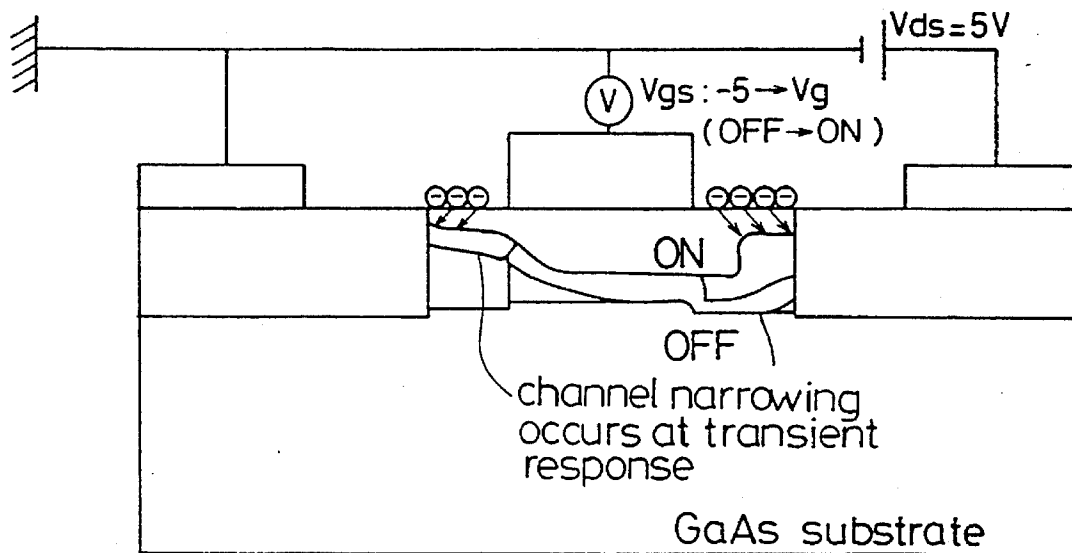 Vds=5V
V
Vgs:-5→Vg
(OFF→ON)
⊖⊖⊖
⊖⊖⊖⊖
ON
OFF
channel narrowing
occurs at transient
response
GaAs substrate